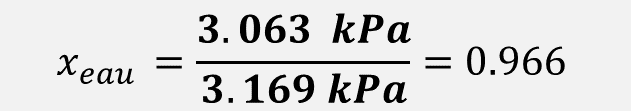 x_eau = 3.063 kPa / 3.169 kPa = 0.966